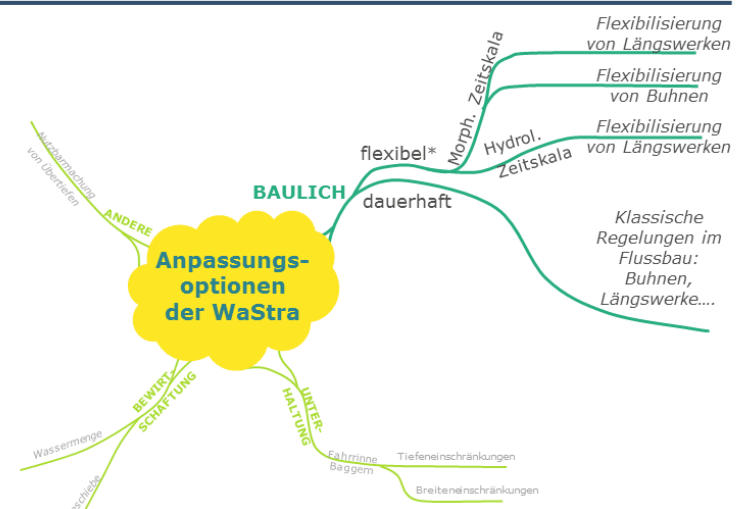 Flexibilisierung
von Längswerken
Flexibilisierung
von Buhnen
Flexibilisierung
von Längswerken
Morph. Zeitskala
Hydrol.
Zeitskala
flexibel*
dauerhaft
BAULICH
Klassische
Regelungen im
Flussbau:
Buhnen,
Längswerke….
Nutzbarmachung
von Übertiefen
ANDERE
Anpassungs-
optionen
der WaStra
BEWIRT-
SCHAFTUNG
Wassermenge
UNTER-
HALTUNG
Fahrrinne
Baggern
Tiefeneinschränkungen
Breiteneinschränkungen